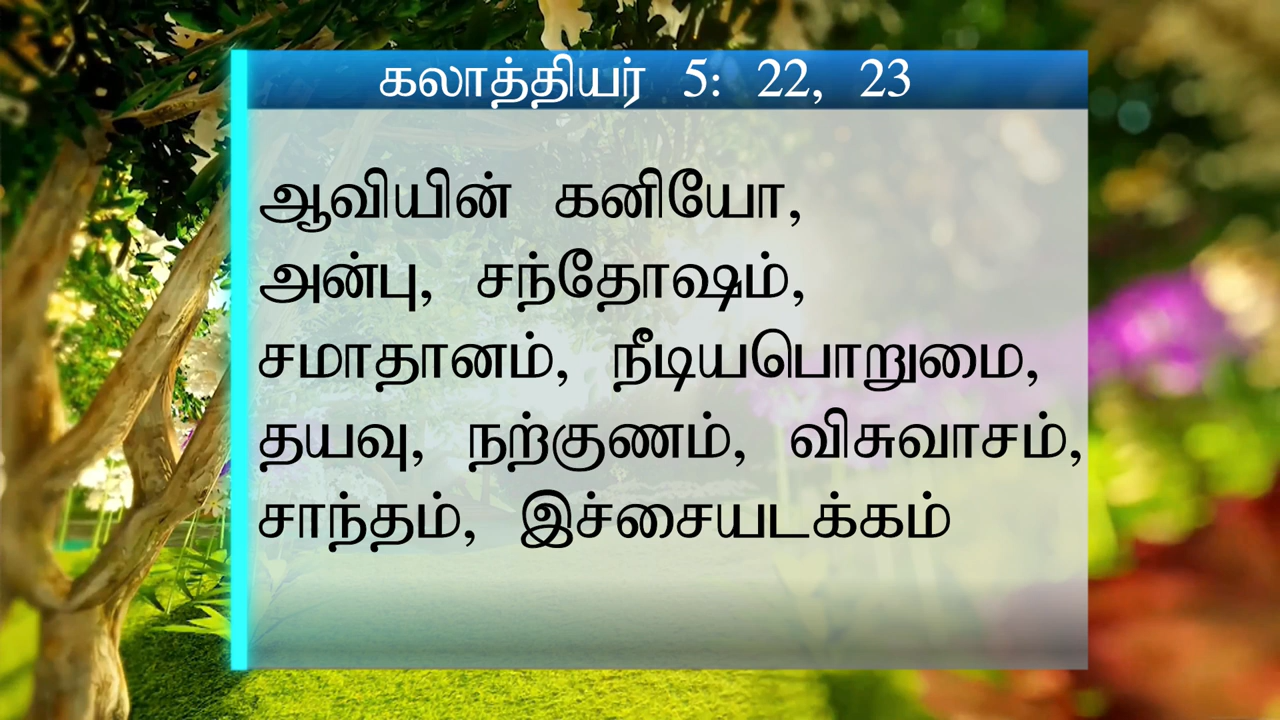 கலாத்தியர் 5: 22, 23
ஆவியின் கனியோ,
அன்பு, சந்தோஷம்,
சமாதானம், நீடியபொறுமை,
தயவு, நற்குணம், விசுவாசம்,
சாந்தம், இச்சையடக்கம்